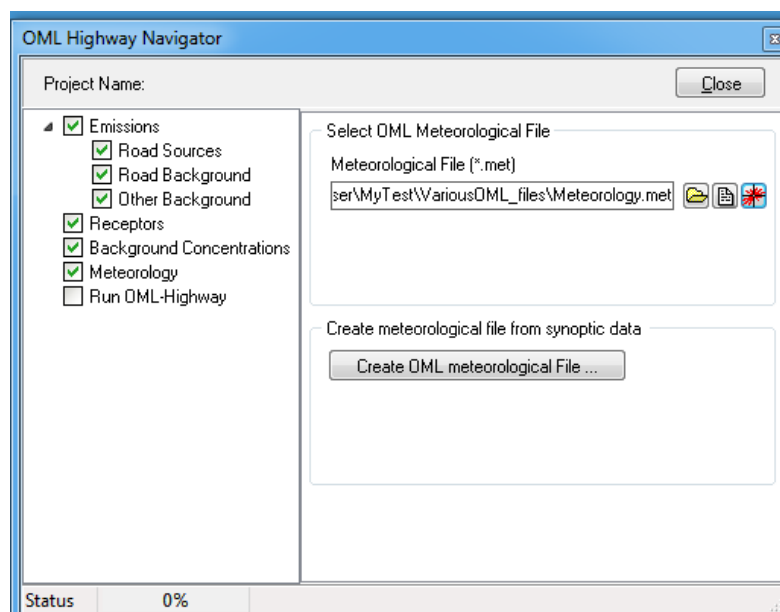 OML Highway Navigator
Project Name:
Close
Emissions
Road Sources
Road Background
Other Background
Receptors
Background Concentrations
Meteorology
Run OML-Highway
Select OML Meteorological File
Meteorological File (*.met)
ser\MyTest\VariousOML_files\Meteorology.met
Create meteorological file from synoptic data
Create OML meteorological File ...
Status 0%